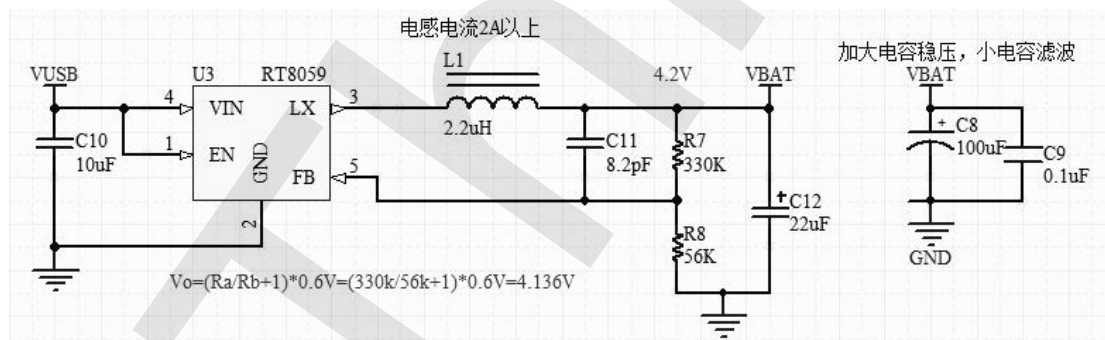 电感电流2A以上
加大电容稳压，小电容滤波
VUSB
U3
RT8059
L1
4.2V
VBAT
VBAT
4
VIN
LX
3
2.2uH
C10
10uF
1
EN
GND
FB
5
2
C11
8.2pF
R7
330K
+
C8
100uF
C9
0.1uF
+
C12
22uF
R8
56K
GND
Vo=(Ra/Rb+1)*0.6V=(330k/56k+1)*0.6V=4.136V